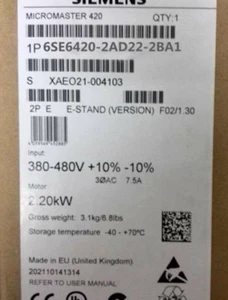 SIEMENS
MICROMASTER 420 QTY:1
1P 6SE6420-2AD22-2BA1
S XAEO21-004103
2P E E-STAND (VERSION) F02/1.30
Input:
380-480V +10% -10%
3ØAC 7.5A
Motor
2.20kW
Gross weight: 3.1kg/6.8lbs
Storage temperature -40 - +70ºC
Made in EU (United Kingdom)
202110141314
REFER TO USER MANUAL